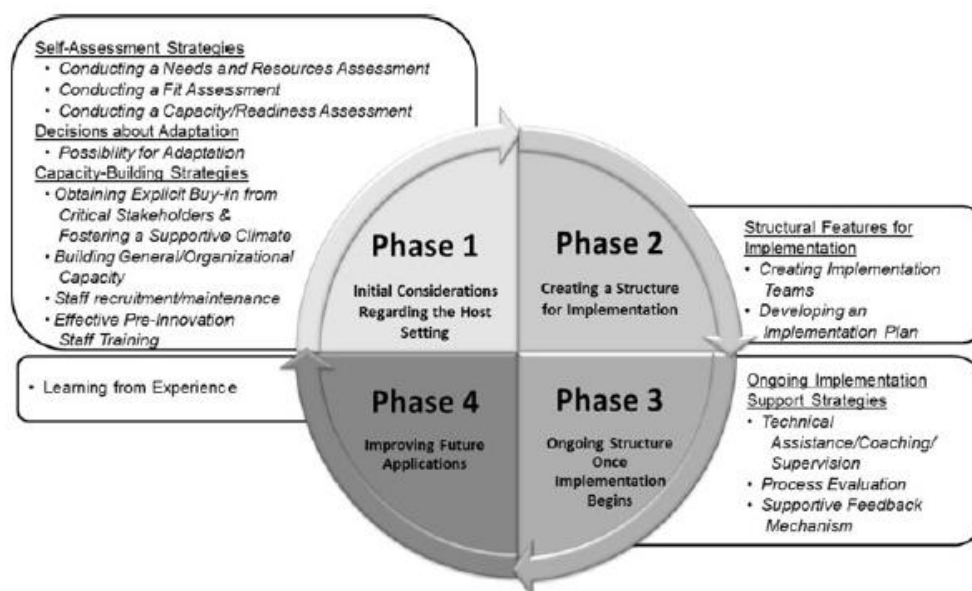 Self-Assessment Strategies
• Conducting a Needs and Resources Assessment
• Conducting a Fit Assessment
• Conducting a Capacity/Readiness Assessment
Decisions about Adaptation
• Possibility for Adaptation
Capacity-Building Strategies
• Obtaining Explicit Buy-in from
Critical Stakeholders &
Fostering a Supportive Climate
• Building General/Organizational
Capacity
• Staff recruitment/maintenance
• Effective Pre-Innovation
Staff Training
Phase 1
Initial Considerations
Regarding the Host
Setting
Phase 2
Creating a Structure
for Implementation
Structural Features for
Implementation
• Creating Implementation
Teams
• Developing an
Implementation Plan
Phase 3
Ongoing Structure
Once
Implementation
Begins
Ongoing Implementation
Support Strategies
• Technical
Assistance/Coaching/
Supervision
• Process Evaluation
• Supportive Feedback
Mechanism
Phase 4
Improving Future
Applications
• Learning from Experience